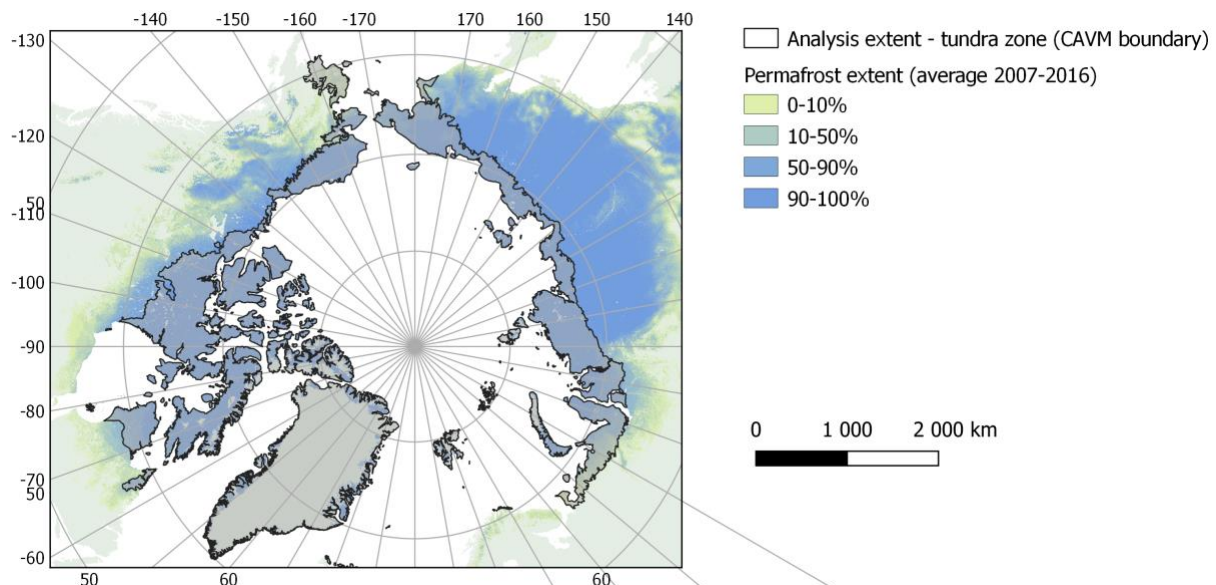 -140 -150 -160 -170 170 160 150 140
-130
-120
50
-110
-100
-90
-80
-70
50
-60
50 60 60
Analysis extent - tundra zone (CAVM boundary)
Permafrost extent (average 2007-2016)
0-10%
10-50%
50-90%
90-100%
0 1 000 2 000 km